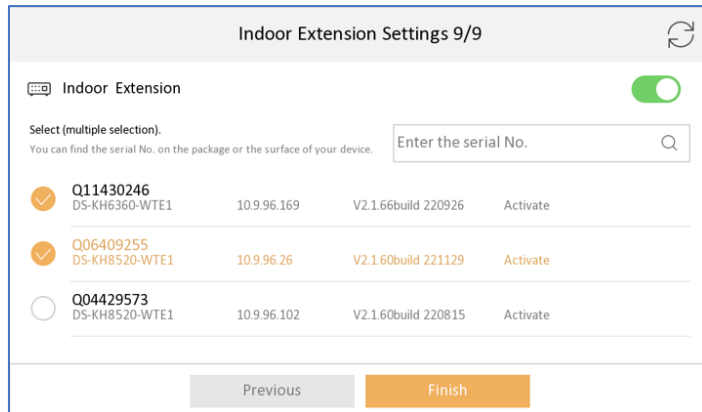 Indoor Extension Settings 9/9
Indoor Extension
Select (multiple selection).
You can find the serial No. on the package or the surface of your device.
Enter the serial No.
Q11430246
DS-KH6360-WTE1 10.9.96.169 V2.1.66build 220926 Activate
Q06409255
DS-KH8520-WTE1 10.9.96.26 V2.1.60build 221129 Activate
Q04429573
DS-KH8520-WTE1 10.9.96.102 V2.1.60build 220815 Activate
Previous Finish